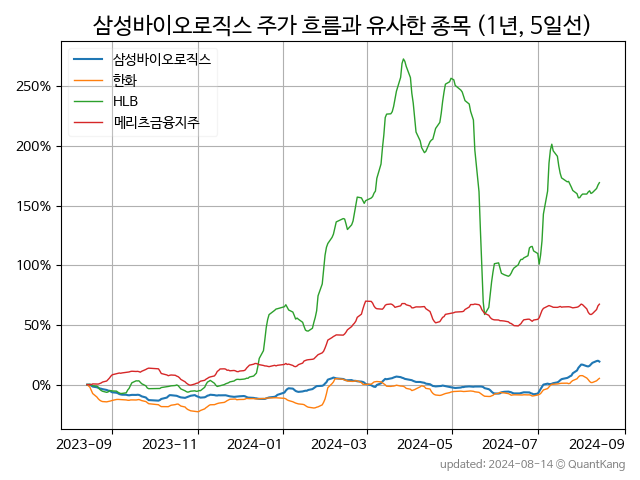 삼성바이오로직스 주가 흐름과 유사한 종목 (1년, 5일선)
삼성바이오로직스
한화
HLB
메리츠금융지주
250%
200%
150%
100%
50%
0%
2023-09 2023-11 2024-01 2024-03 2024-05 2024-07 2024-09
updated: 2024-08-14 © QuantKang